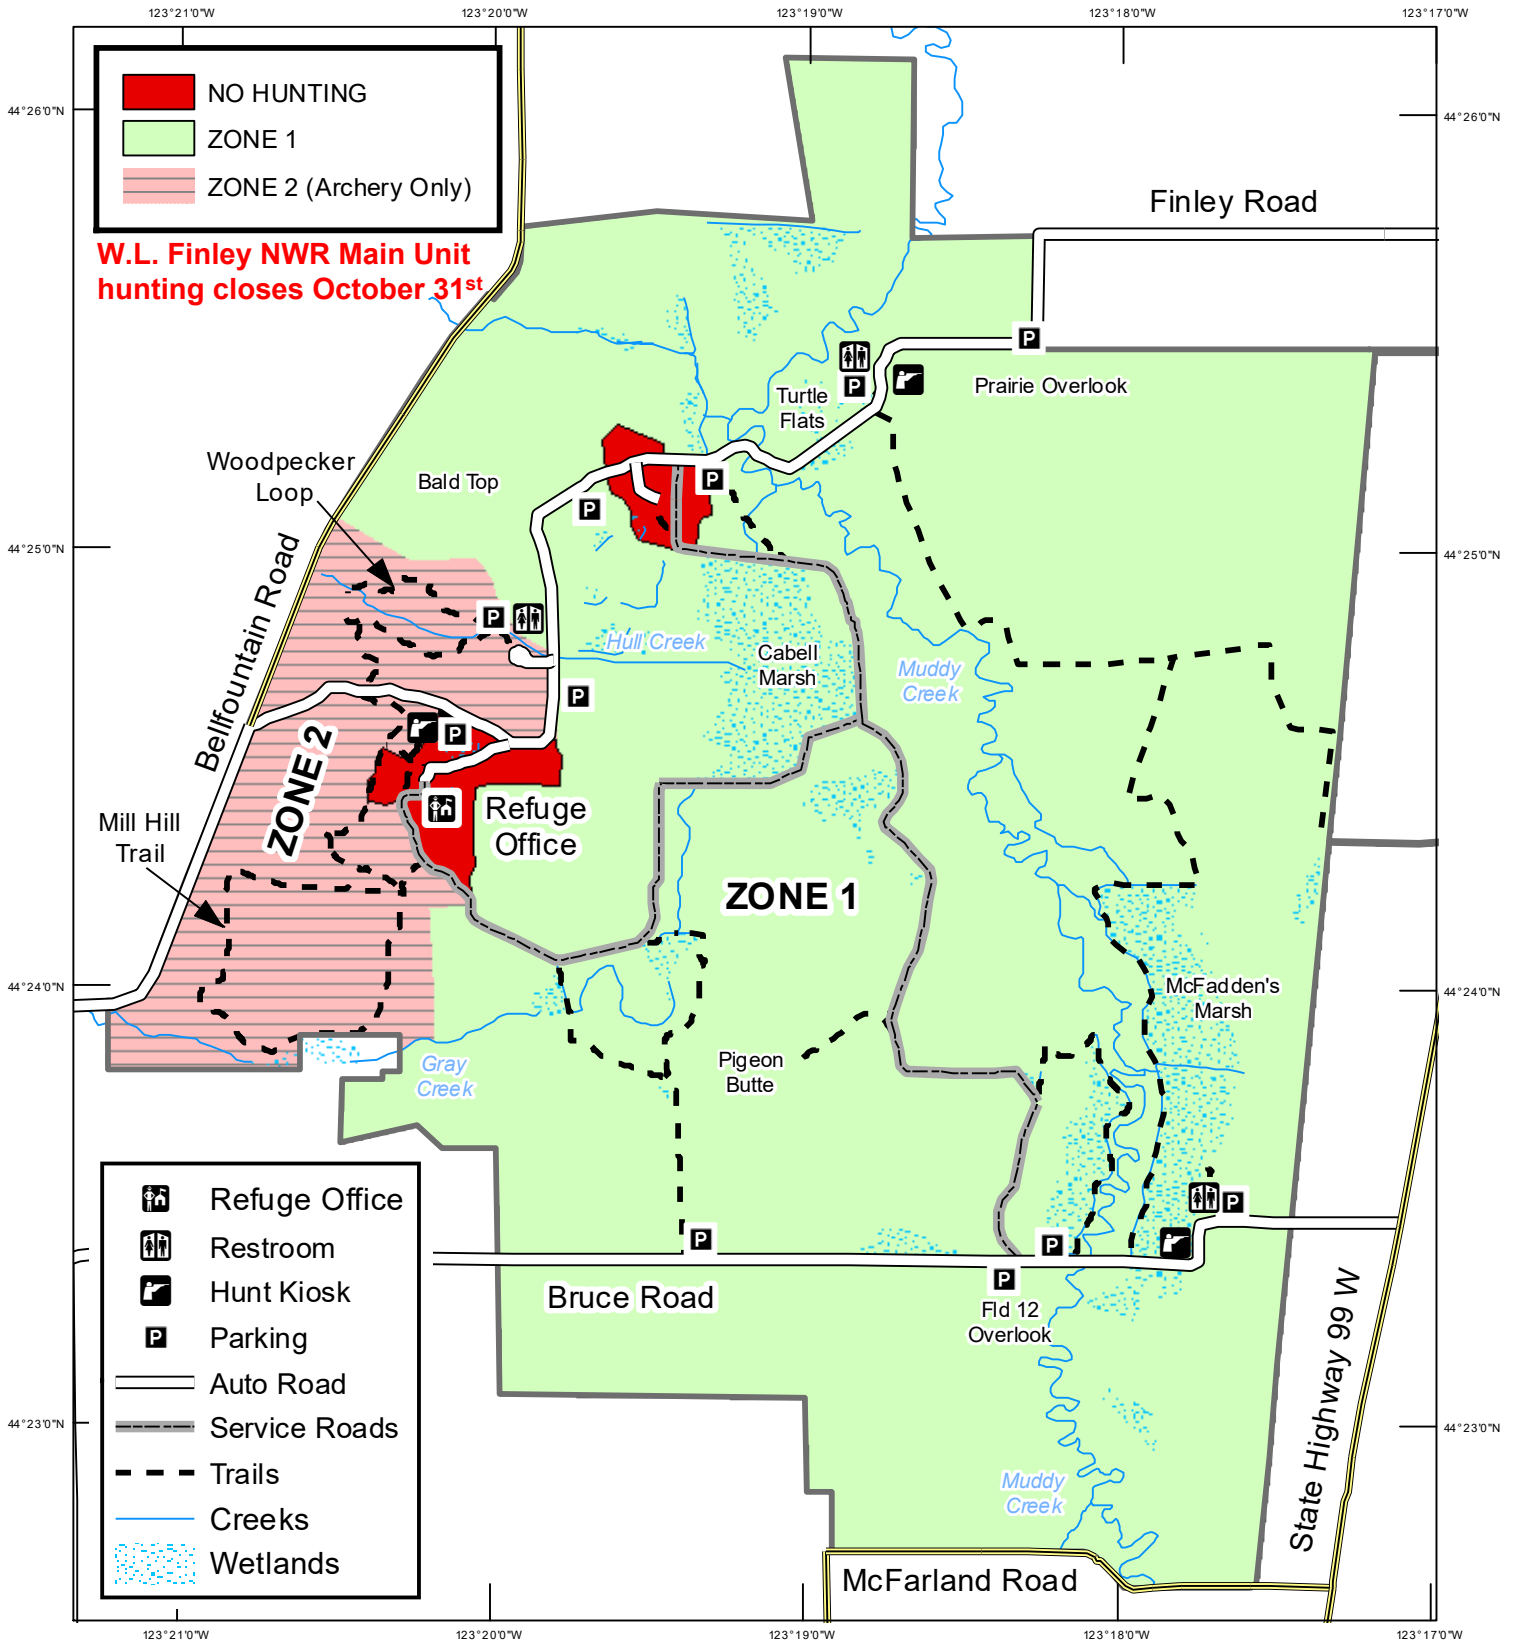 123°21'0"W
123°20'0"W
123°19'0"W
123°18'0"W
123°17'0"W
NO HUNTING
ZONE 1
ZONE 2 (Archery Only)
W.L. Finley NWR Main Unit
hunting closes October 31st
44°26'0"N
44°26'0"N
Finley Road
P
P
Prairie Overlook
Turtle
Flats
Woodpecker
Loop
Bald Top
P
P
44°25'0"N
44°25'0"N
Bellfountain Road
P
Hull Creek
Cabell
Marsh
Muddy
Creek
P
P
ZONE 2
Refuge
Office
Mill Hill
Trail
ZONE 1
44°24'0"N
44°24'0"N
McFadden's
Marsh
Gray
Creek
Pigeon
Butte
P
P
P
P
Bruce Road
Fld 12
Overlook
State Highway 99 W
Refuge Office
Restroom
Hunt Kiosk
P
Parking
Auto Road
Service Roads
Trails
Creeks
Wetlands
44°23'0"N
44°23'0"N
Muddy
Creek
McFarland Road
123°21'0"W
123°20'0"W
123°19'0"W
123°18'0"W
123°17'0"W